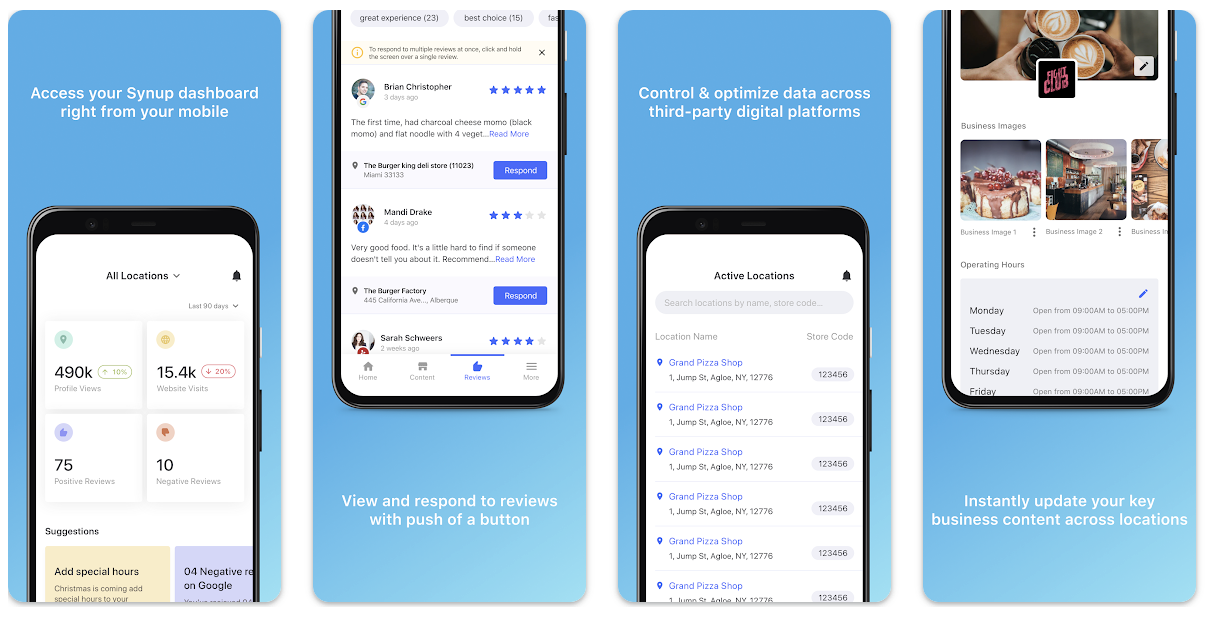 Access your Synup dashboard
right from your mobile
All Locations
Last 90 days
490k
10%
Profile Views
15.4k
20%
Website Visits
75
Positive Reviews
10
Negative Reviews
Suggestions
Add special hours
Christmas is coming add
special hours to your
04 Negative re
on Google
great experience (23)
best choice (15)
fas
To respond to multiple reviews at once, click and hold
the screen over a single review.
Brian Christopher
3 days ago
The first time, had charcoal cheese momo (black
momo) and flat noodle with 4 veget...Read More
The Burger king deli store (11023)
Miami 33133
Respond
Mandi Drake
4 days ago
Very good food. It's a little hard to find if someone
doesn't tell you about it. Recommend...Read More
The Burger Factory
445 California Ave..., Alberque
Respond
Sarah Schweers
2 weeks ago
Home
Content
Reviews
More
View and respond to reviews
with push of a button
Control & optimize data across
third-party digital platforms
Active Locations
Search locations by name, store code...
Location Name
Store Code
Grand Pizza Shop
1, Jump St, Agloe, NY, 12776
123456
Grand Pizza Shop
1, Jump St, Agloe, NY, 12776
123456
Grand Pizza Shop
1, Jump St, Agloe, NY, 12776
123456
Grand Pizza Shop
1, Jump St, Agloe, NY, 12776
123456
Grand Pizza Shop
1, Jump St, Agloe, NY, 12776
123456
Grand Pizza Shop
1, Jump St, Agloe, NY, 12776
123456
FIGHT
CLUB
Business Images
Business Image 1
Business Image 2
Business In
Operating Hours
Monday
Open from 09:00AM to 05:00PM
Tuesday
Open from 09:00AM to 05:00PM
Wednesday
Open from 09:00AM to 05:00PM
Thursday
Open from 09:00AM to 05:00PM
Friday
Open from 09:00AM to 05:00PM
Instantly update your key
business content across locations